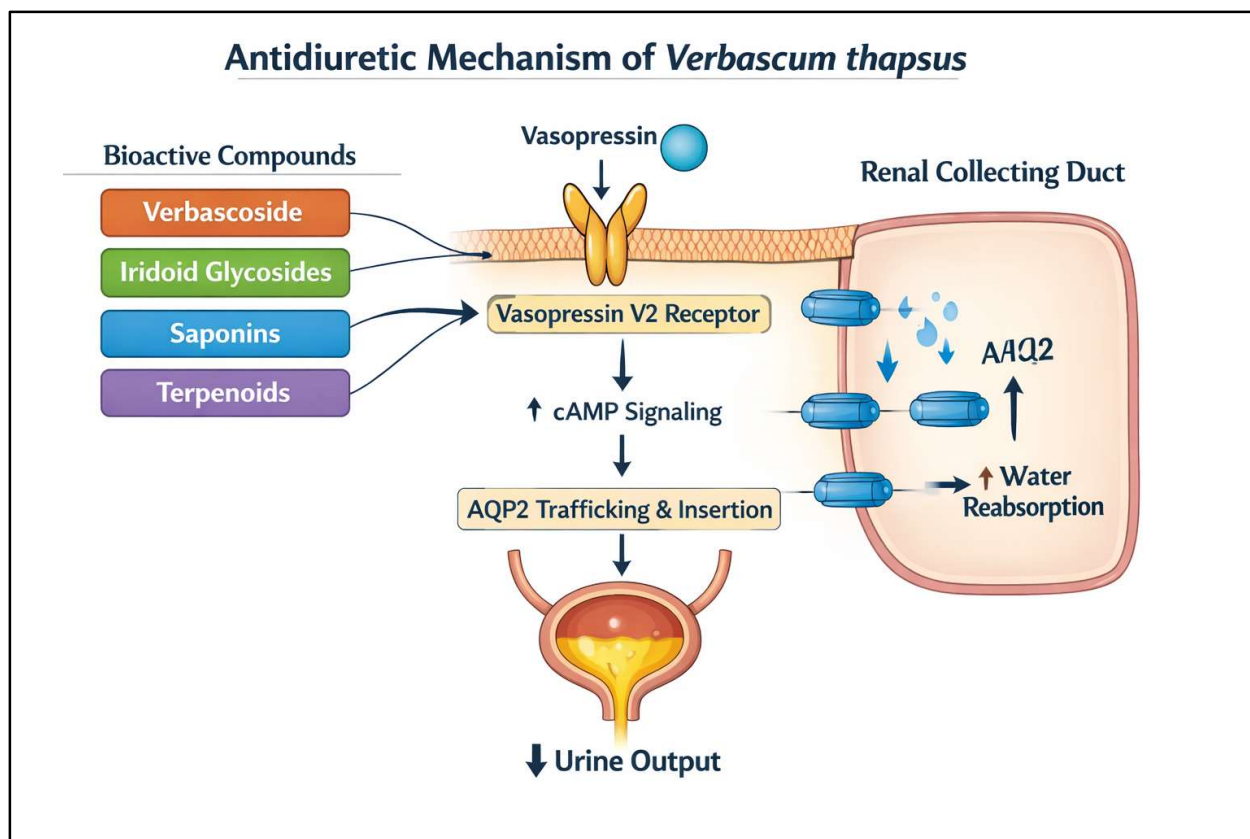 Antidiuretic Mechanism of Verbascum thapsus
Bioactive Compounds
Verbascoside
Iridoid Glycosides
Saponins
Terpenoids
Vasopressin
Vasopressin V2 Receptor
↑ cAMP Signaling
AQP2 Trafficking & Insertion
↓ Urine Output
Renal Collecting Duct
↑ Water
Reabsorption